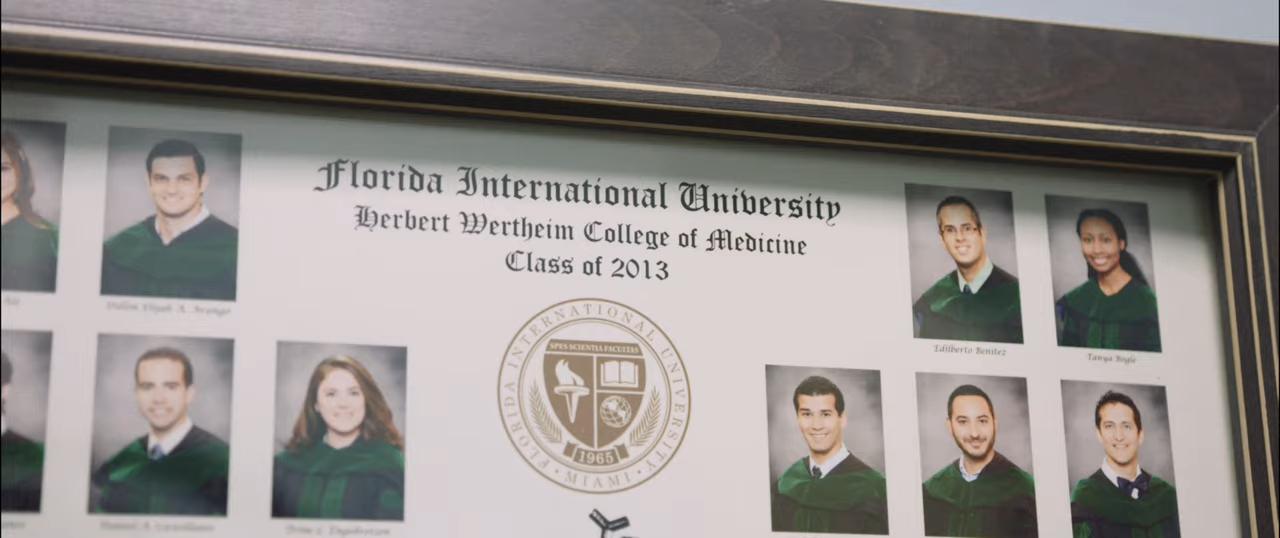 Florida International University
Herbert Wertheim College of Medicine
Class of 2013
FLORIDA INTERNATIONAL UNIVERSITY
SPES SCIENTIA FACULTAS
1965
MIAMI
Edilberto Benitez
Tanya Bogle